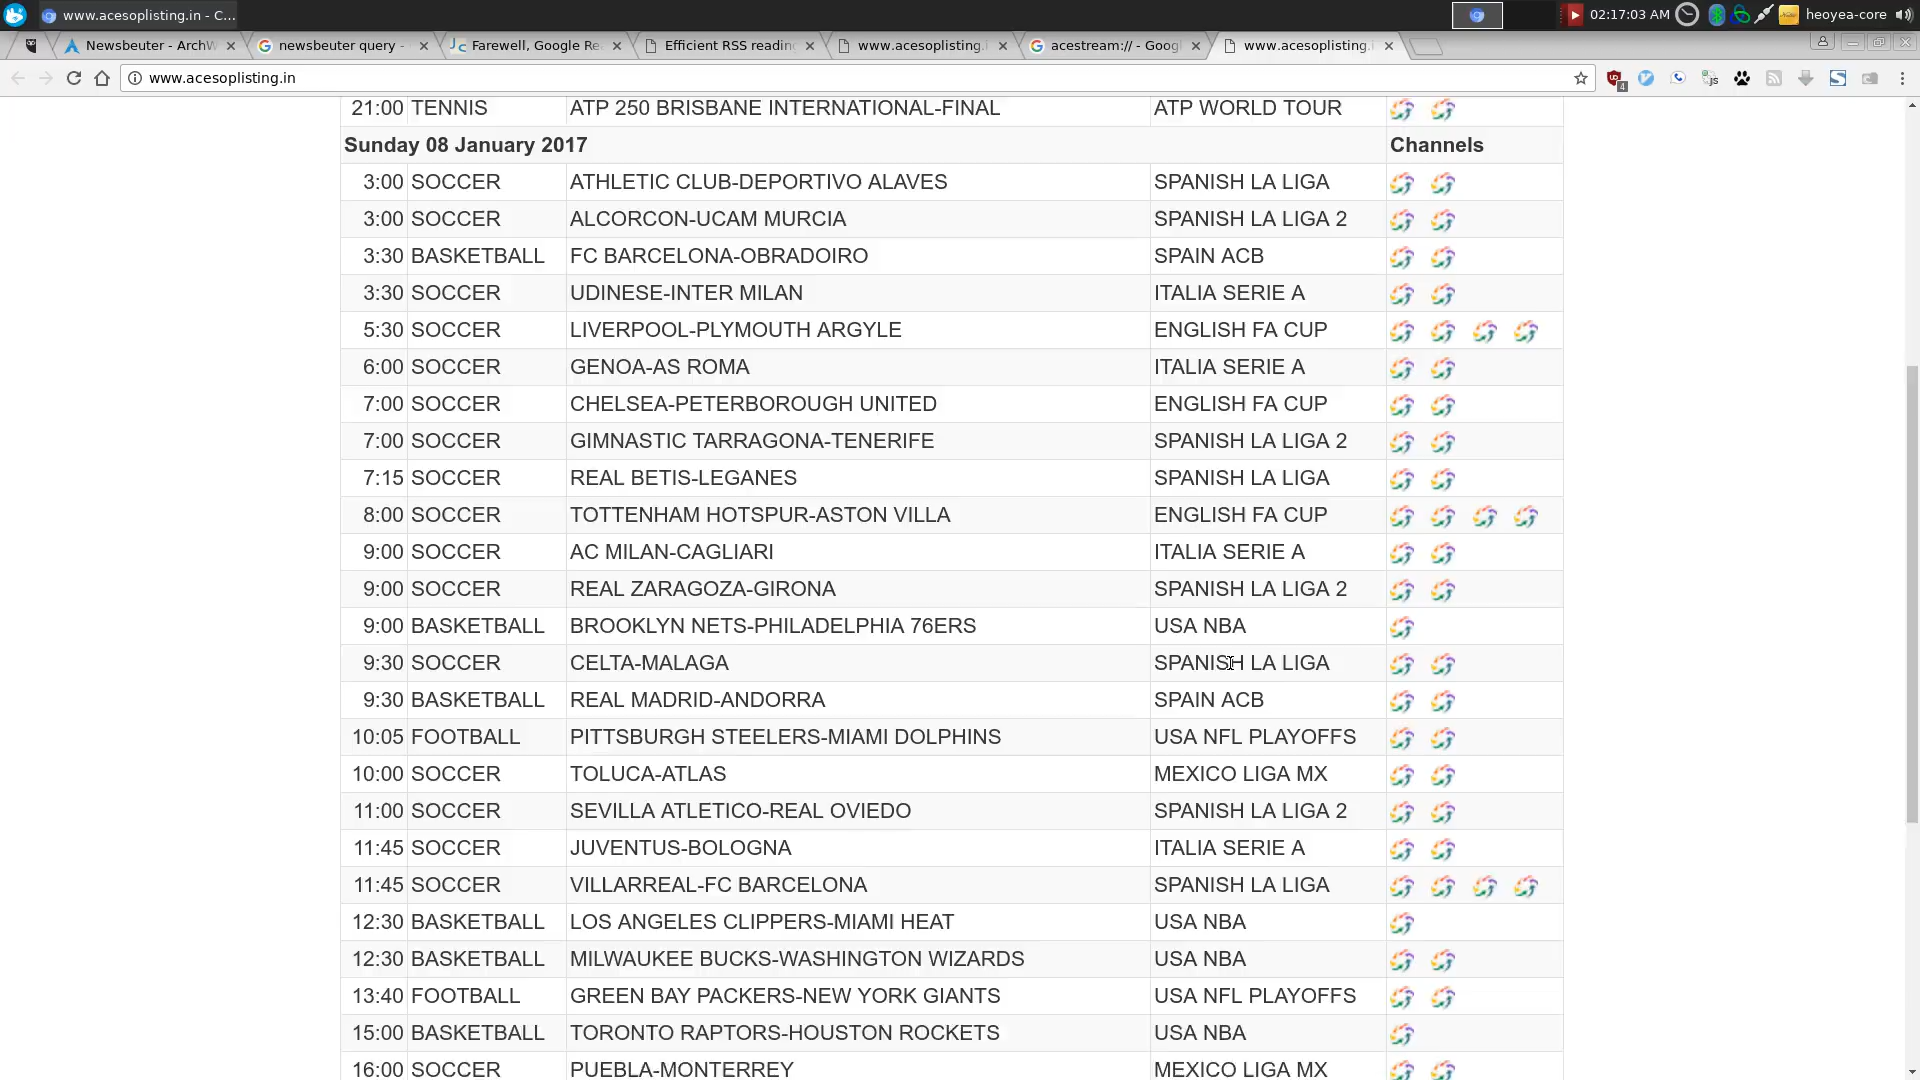 www.acesoplisting.in - C...
02:17:03 AM
heoyea-core
Newsbeuter - ArchW
newsbeuter query -
Farewell, Google Re
Efficient RSS readin
www.acesoplisting.i
acestream:// - Googl
www.acesoplisting.i
www.acesoplisting.in
4
21:00 TENNIS ATP 250 BRISBANE INTERNATIONAL-FINAL ATP WORLD TOUR
Sunday 08 January 2017 Channels
3:00 SOCCER ATHLETIC CLUB-DEPORTIVO ALAVES SPANISH LA LIGA
3:00 SOCCER ALCORCON-UCAM MURCIA SPANISH LA LIGA 2
3:30 BASKETBALL FC BARCELONA-OBRADOIRO SPAIN ACB
3:30 SOCCER UDINESE-INTER MILAN ITALIA SERIE A
5:30 SOCCER LIVERPOOL-PLYMOUTH ARGYLE ENGLISH FA CUP
6:00 SOCCER GENOA-AS ROMA ITALIA SERIE A
7:00 SOCCER CHELSEA-PETERBOROUGH UNITED ENGLISH FA CUP
7:00 SOCCER GIMNASTIC TARRAGONA-TENERIFE SPANISH LA LIGA 2
7:15 SOCCER REAL BETIS-LEGANES SPANISH LA LIGA
8:00 SOCCER TOTTENHAM HOTSPUR-ASTON VILLA ENGLISH FA CUP
9:00 SOCCER AC MILAN-CAGLIARI ITALIA SERIE A
9:00 SOCCER REAL ZARAGOZA-GIRONA SPANISH LA LIGA 2
9:00 BASKETBALL BROOKLYN NETS-PHILADELPHIA 76ERS USA NBA
9:30 SOCCER CELTA-MALAGA SPANISH LA LIGA
9:30 BASKETBALL REAL MADRID-ANDORRA SPAIN ACB
10:05 FOOTBALL PITTSBURGH STEELERS-MIAMI DOLPHINS USA NFL PLAYOFFS
10:00 SOCCER TOLUCA-ATLAS MEXICO LIGA MX
11:00 SOCCER SEVILLA ATLETICO-REAL OVIEDO SPANISH LA LIGA 2
11:45 SOCCER JUVENTUS-BOLOGNA ITALIA SERIE A
11:45 SOCCER VILLARREAL-FC BARCELONA SPANISH LA LIGA
12:30 BASKETBALL LOS ANGELES CLIPPERS-MIAMI HEAT USA NBA
12:30 BASKETBALL MILWAUKEE BUCKS-WASHINGTON WIZARDS USA NBA
13:40 FOOTBALL GREEN BAY PACKERS-NEW YORK GIANTS USA NFL PLAYOFFS
15:00 BASKETBALL TORONTO RAPTORS-HOUSTON ROCKETS USA NBA
16:00 SOCCER PUEBLA-MONTERREY MEXICO LIGA MX